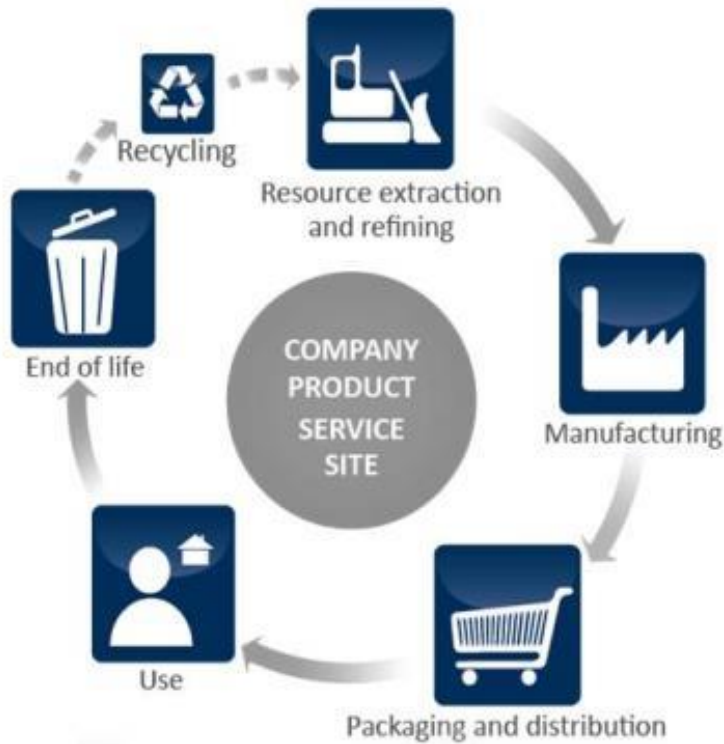 Recycling
Resource extraction
and refining
Manufacturing
Packaging and distribution
Use
End of life
COMPANY
PRODUCT
SERVICE
SITE